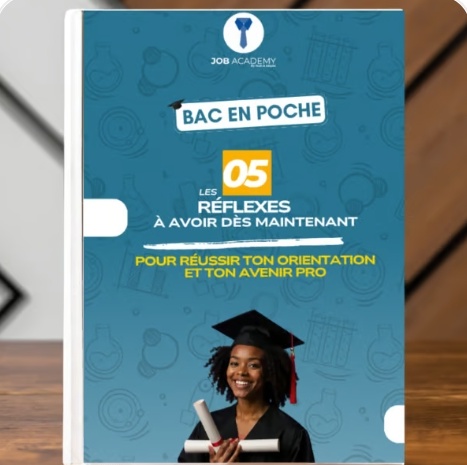 JOB ACADEMY
BAC EN POCHE
05
LES
RÉFLEXES
À AVOIR DÈS MAINTENANT
POUR RÉUSSIR TON ORIENTATION
ET TON AVENIR PRO